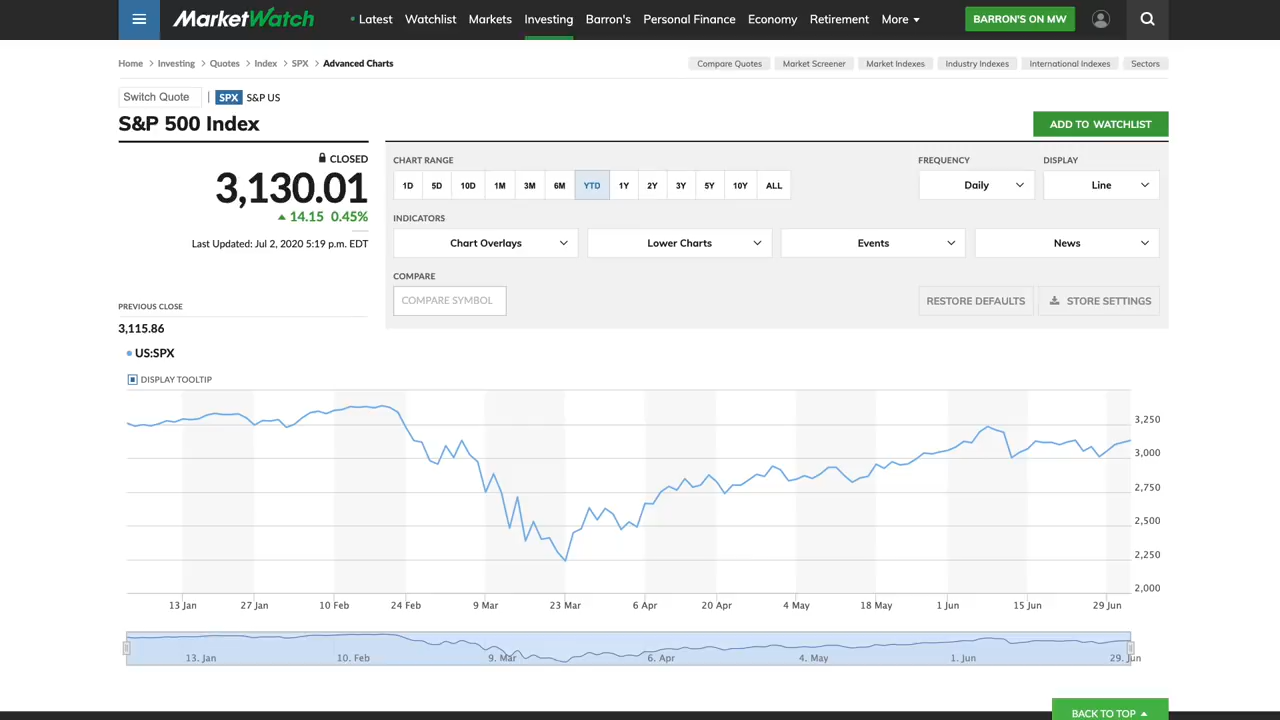 MarketWatch Latest Watchlist Markets Investing Barron's Personal Finance Economy Retirement More BARRON'S ON MW
Home Investing Quotes Index SPX Advanced Charts Compare Quotes Market Screener Market Indexes Industry Indexes International Indexes Sectors
Switch Quote | SPX S&P US
S&P 500 Index
ADD TO WATCHLIST
CLOSED
3,130.01
14.15 0.45%
Last Updated: Jul 2, 2020 5:19 p.m. EDT
PREVIOUS CLOSE
3,115.86
CHART RANGE FREQUENCY DISPLAY
1D 5D 10D 1M 3M 6M YTD 1Y 2Y 3Y 5Y 10Y ALL Daily Line
INDICATORS
Chart Overlays Lower Charts Events News
COMPARE
COMPARE SYMBOL RESTORE DEFAULTS STORE SETTINGS
US:SPX
DISPLAY TOOLTIP
3,250
3,000
2,750
2,500
2,250
2,000
13 Jan 27 Jan 10 Feb 24 Feb 9 Mar 23 Mar 6 Apr 20 Apr 4 May 18 May 1 Jun 15 Jun 29 Jun
13. Jan 10. Feb 9. Mar 6. Apr 4. May 1. Jun 29. Jun
BACK TO TOP